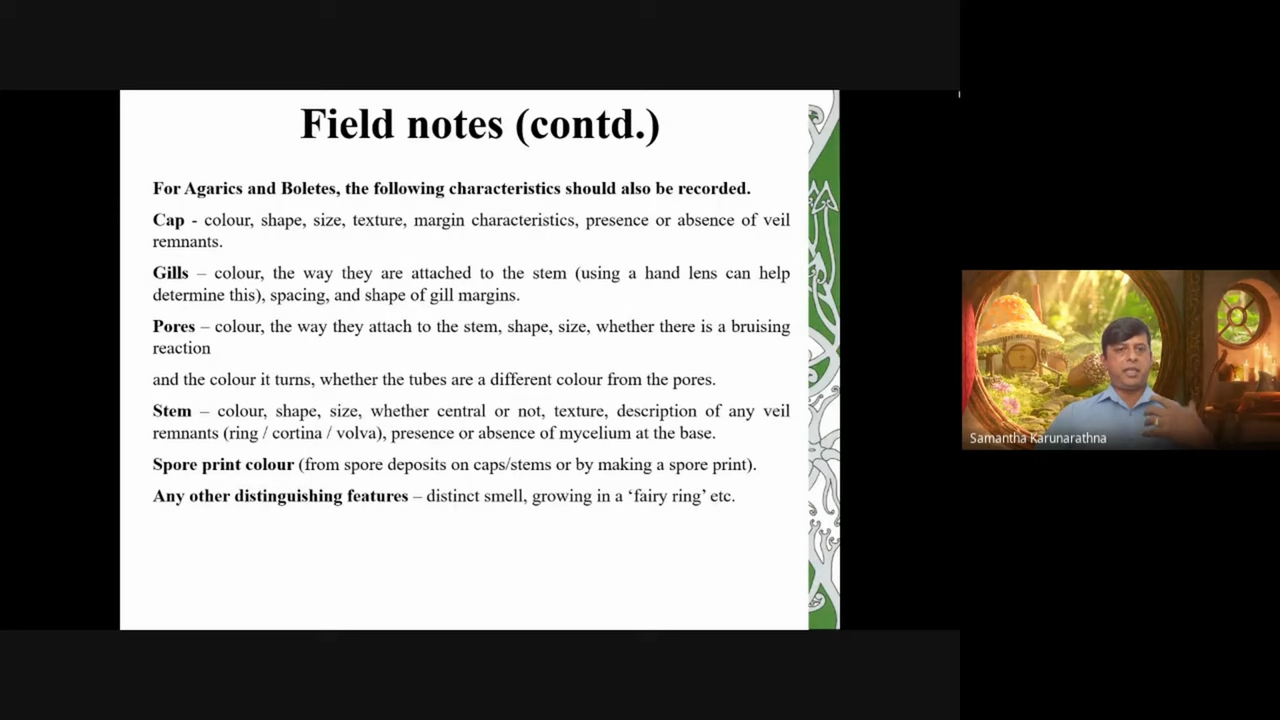 Field notes (contd.)
For Agarics and Boletes, the following characteristics should also be recorded.
Cap - colour, shape, size, texture, margin characteristics, presence or absence of veil
remnants.
Gills – colour, the way they are attached to the stem (using a hand lens can help
determine this), spacing, and shape of gill margins.
Pores – colour, the way they attach to the stem, shape, size, whether there is a bruising
reaction
and the colour it turns, whether the tubes are a different colour from the pores.
Stem – colour, shape, size, whether central or not, texture, description of any veil
remnants (ring / cortina / volva), presence or absence of mycelium at the base.
Spore print colour (from spore deposits on caps/stems or by making a spore print).
Any other distinguishing features – distinct smell, growing in a ‘fairy ring’ etc.
Samantha Karunarathna